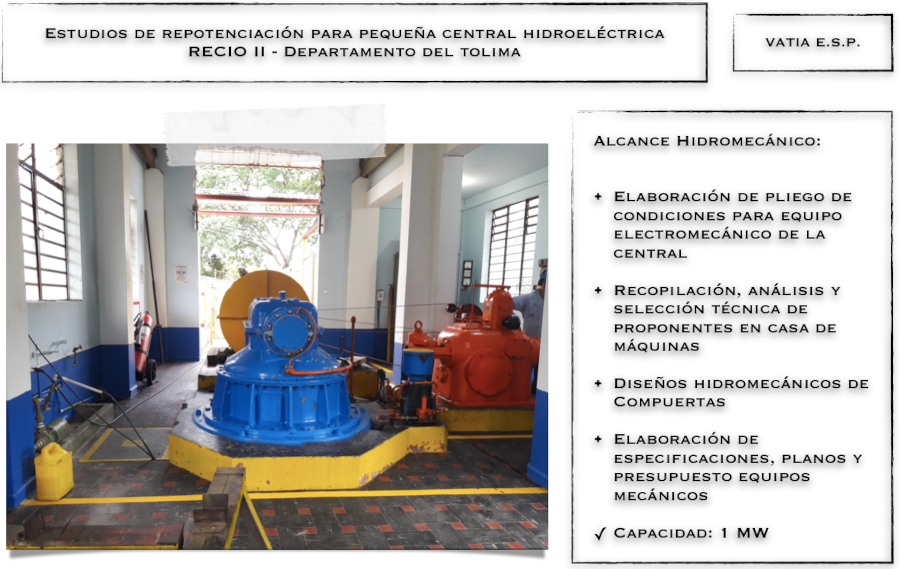 Estudios de repotenciación para pequeña central hidroeléctrica
RECIO II - Departamento del tolima
VATIA E.S.P.
Alcance Hidromecánico:
+ Elaboración de pliego de
condiciones para equipo
electromecánico de la
central
+ Recopilación, análisis y
selección técnica de
proponentes en casa de
máquinas
+ Diseños hidromecánicos de
Compuertas
+ Elaboración de
especificaciones, planos y
presupuesto equipos
mecánicos
✓ Capacidad: 1 MW